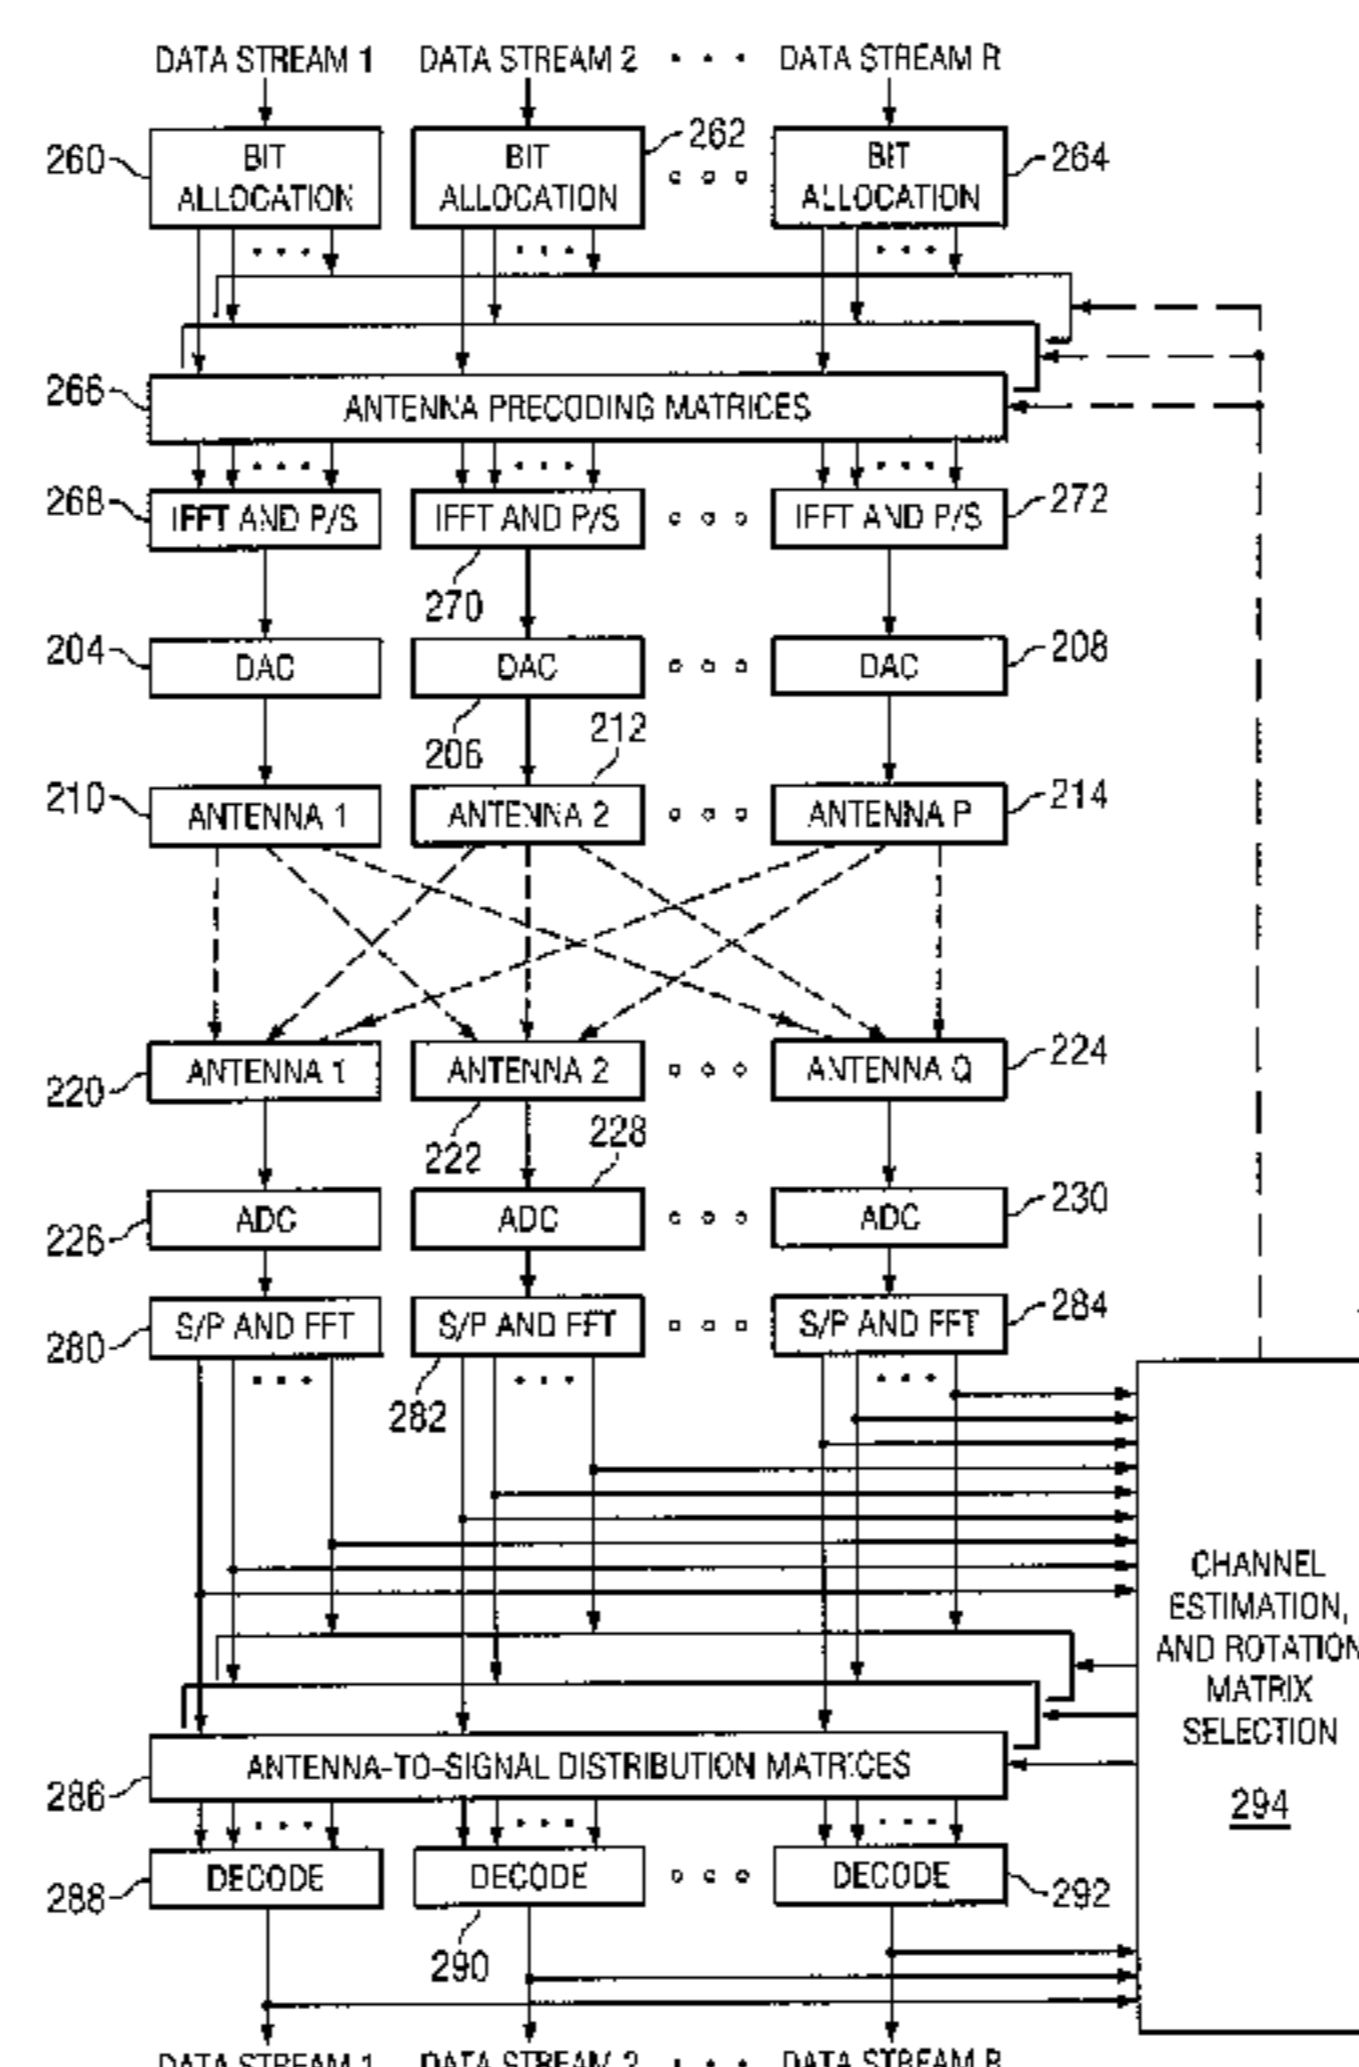 DATA STREAM 1 DATA STREAM 2 • • • DATA STREAM R
260 BIT ALLOCATION
BIT ALLOCATION 262
BIT ALLOCATION 264
266 ANTENNA PRECODING MATRICES
268 IFFT AND P/S
IFFT AND P/S 270
IFFT AND P/S 272
204 DAC
DAC 206
DAC 208
210 ANTENNA 1
ANTENNA 2 212
ANTENNA P 214
220 ANTENNA 1
ANTENNA 2 222
ANTENNA Q 224
226 ADC
ADC 228
ADC 230
280 S/P AND FFT
S/P AND FFT 282
S/P AND FFT 284
CHANNEL
ESTIMATION,
AND ROTATION
MATRIX
SELECTION
294
286 ANTENNA-TO-SIGNAL DISTRIBUTION MATRICES
288 DECODE
DECODE 290
DECODE 292
DATA STREAM 1 DATA STREAM 2 • • • DATA STREAM R